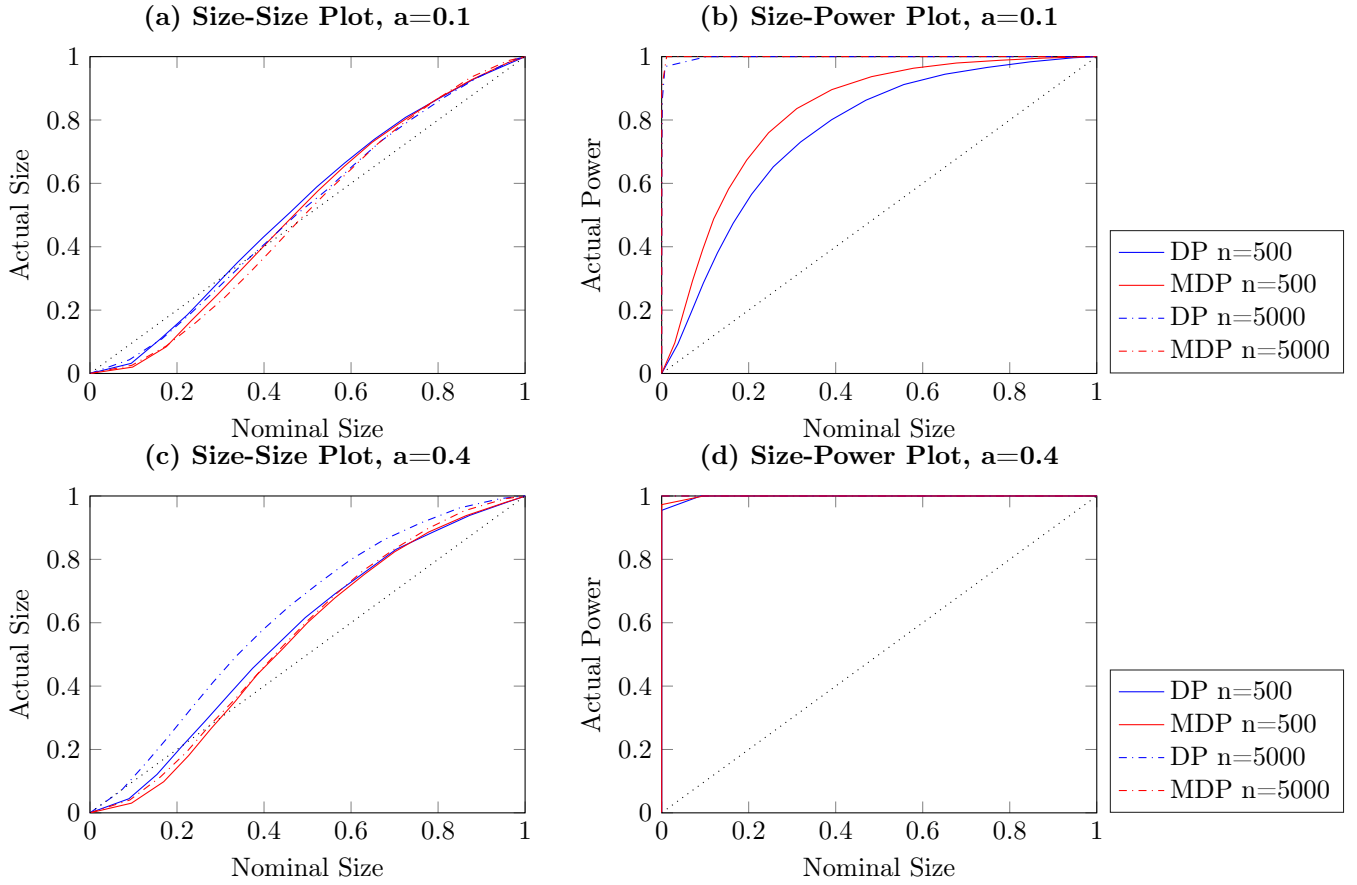 (a) Size-Size Plot, a=0.1
1
0.8
0.6
0.4
0.2
0
0 0.2 0.4 0.6 0.8 1
Actual Size
Nominal Size
(b) Size-Power Plot, a=0.1
1
0.8
0.6
0.4
0.2
0
0 0.2 0.4 0.6 0.8 1
Actual Power
Nominal Size
DP n=500
MDP n=500
DP n=5000
MDP n=5000
(c) Size-Size Plot, a=0.4
1
0.8
0.6
0.4
0.2
0
0 0.2 0.4 0.6 0.8 1
Actual Size
Nominal Size
(d) Size-Power Plot, a=0.4
1
0.8
0.6
0.4
0.2
0
0 0.2 0.4 0.6 0.8 1
Actual Power
Nominal Size
DP n=500
MDP n=500
DP n=5000
MDP n=5000